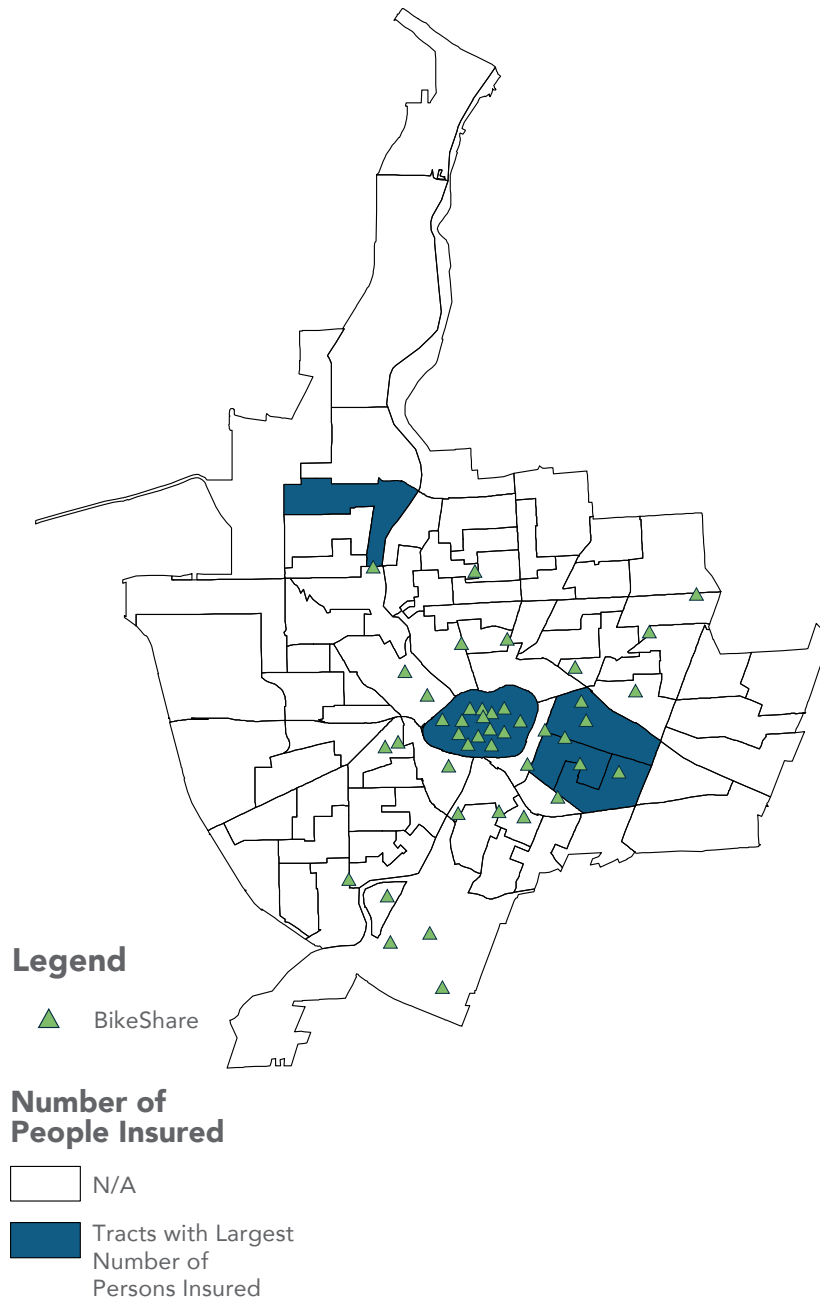 Legend
BikeShare
Number of
People Insured
N/A
Tracts with Largest
Number of
Persons Insured